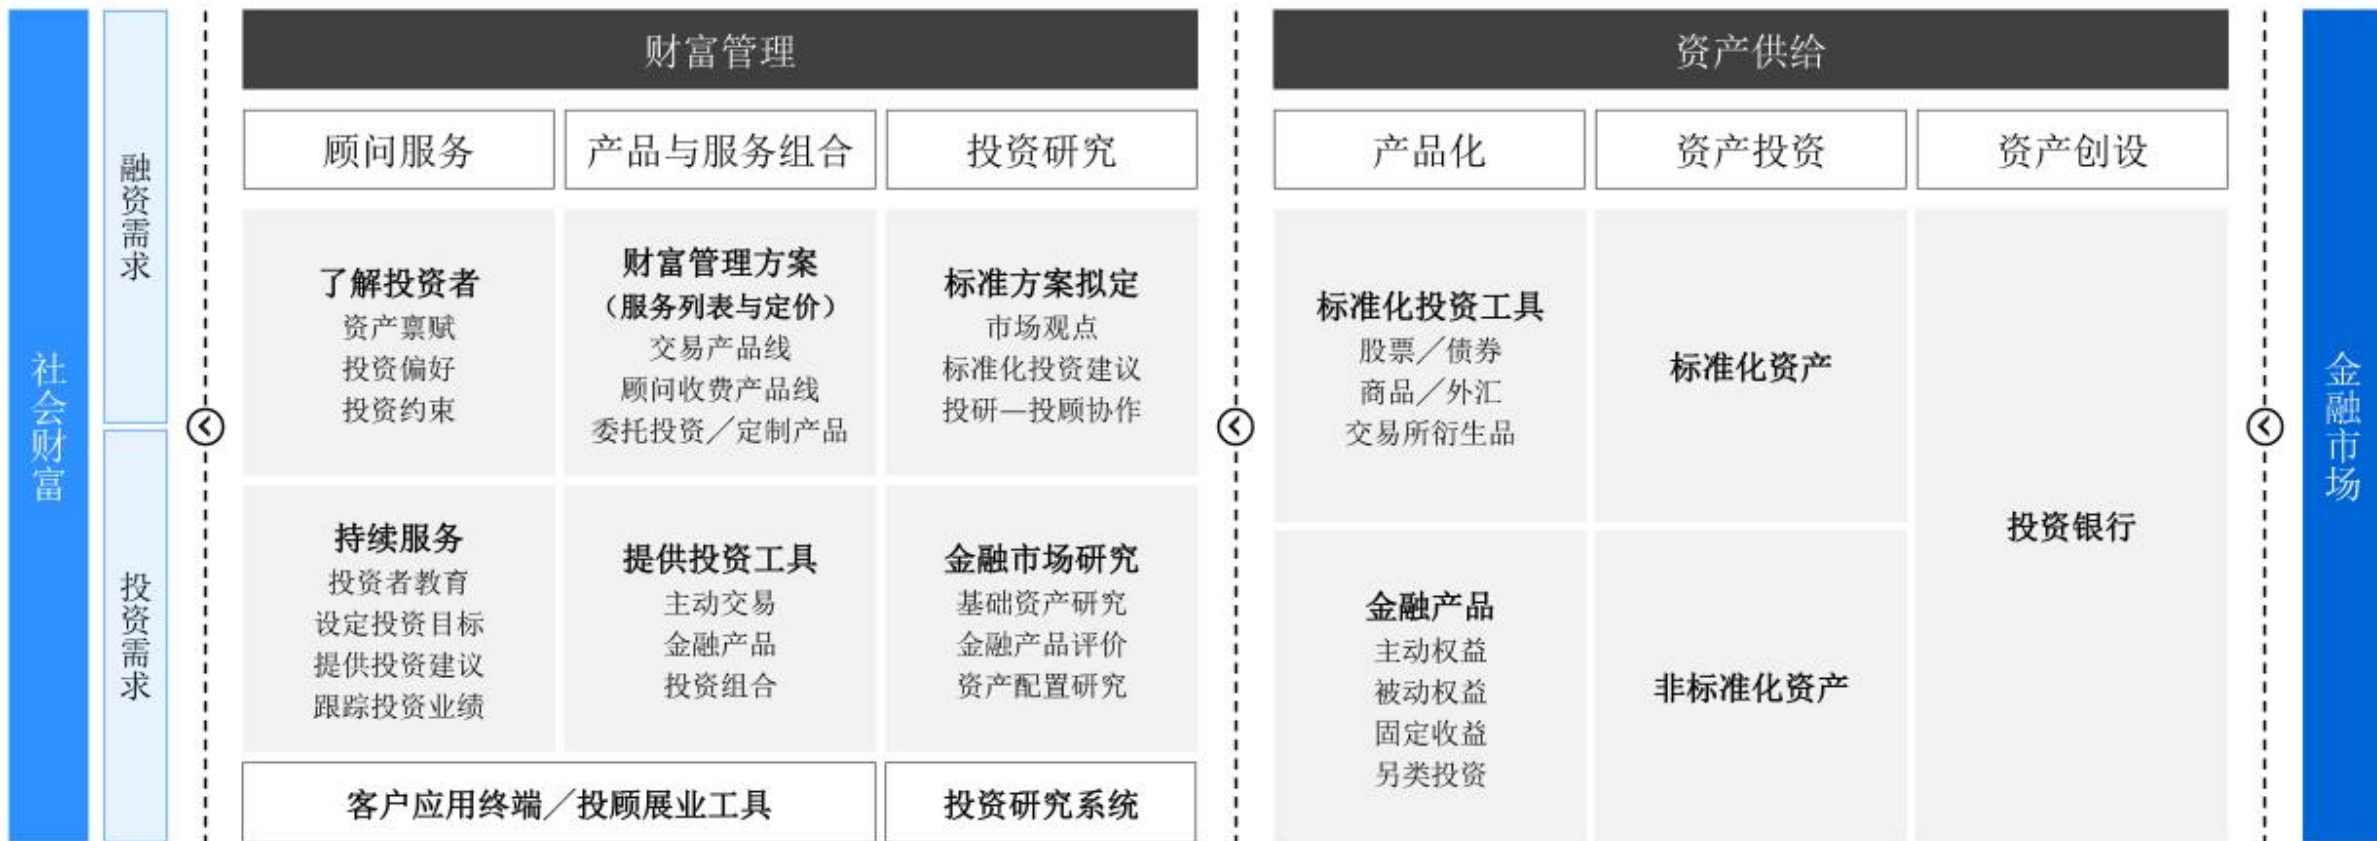 社会财富
融资需求
投资需求
财富管理
顾问服务
产品与服务组合
投资研究
了解投资者
资产禀赋
投资偏好
投资约束
财富管理方案
（服务列表与定价）
交易产品线
顾问收费产品线
委托投资／定制产品
标准方案拟定
市场观点
标准化投资建议
投研—投顾协作
持续服务
投资者教育
设定投资目标
提供投资建议
跟踪投资业绩
提供投资工具
主动交易
金融产品
投资组合
金融市场研究
基础资产研究
金融产品评价
资产配置研究
客户应用终端／投顾展业工具
投资研究系统
资产供给
产品化
资产投资
资产创设
标准化投资工具
股票／债券
商品／外汇
交易所衍生品
标准化资产
金融产品
主动权益
被动权益
固定收益
另类投资
非标准化资产
投资银行
金融市场